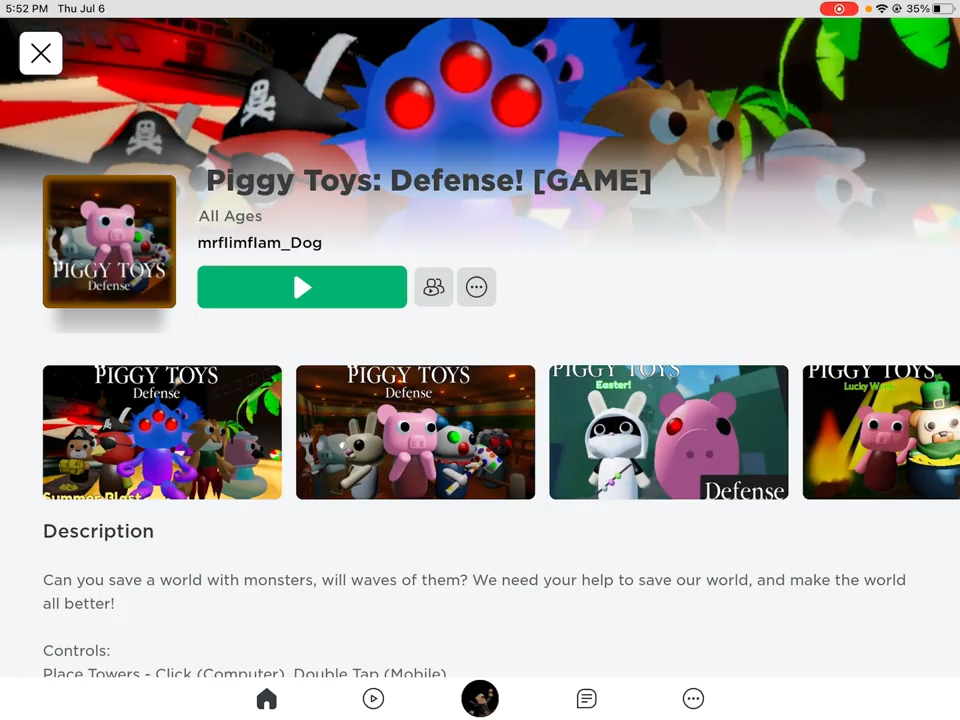 5:52 PM Thu Jul 6
35%
Piggy Toys: Defense! [GAME]
All Ages
mrflimflam_Dog
PIGGY TOYS
Defense
PIGGY TOYS
Defense
Summer Blast
PIGGY TOYS
Defense
PIGGY TOYS
Easter!
Defense
PIGGY TOYS
Lucky Week
Description
Can you save a world with monsters, will waves of them? We need your help to save our world, and make the world
all better!
Controls:
Place Towers - Click (Computer), Double Tap (Mobile)